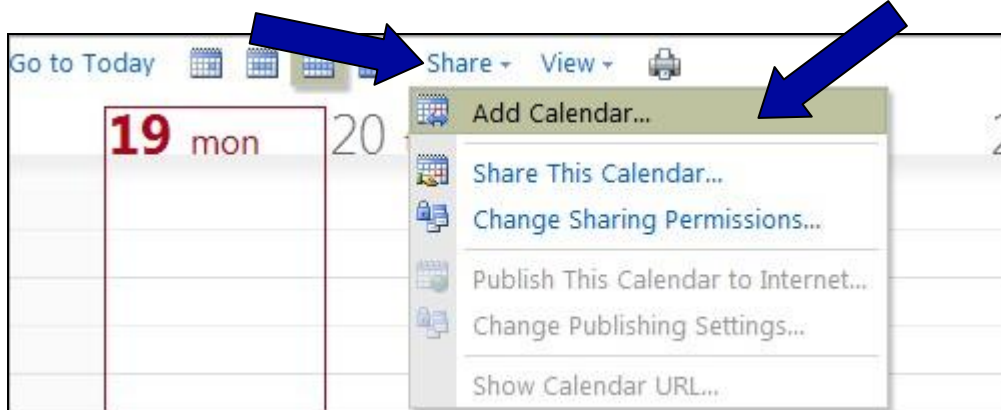 Go to Today Share View
Add Calendar...
19 mon 20
Share This Calendar...
Change Sharing Permissions...
Publish This Calendar to Internet...
Change Publishing Settings...
Show Calendar URL...